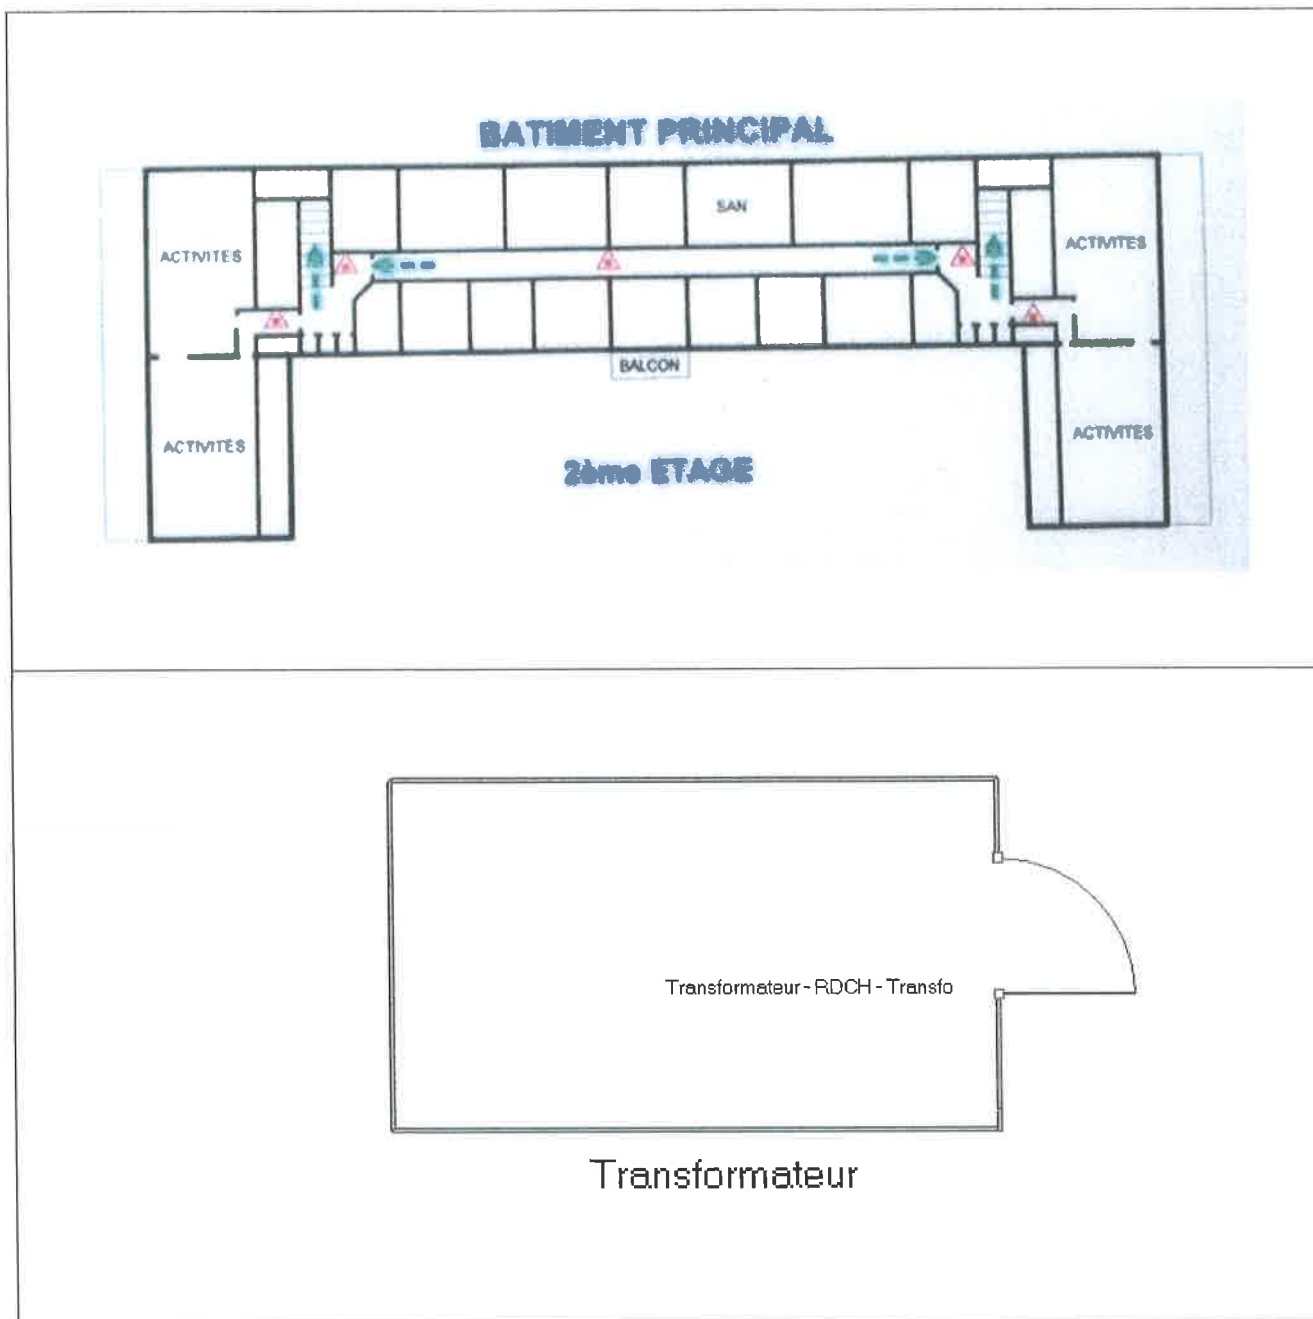 BATIMENT PRINCIPAL
SAN
ACTIVITES
ACTIVITES
BALCON
ACTIVITES
ACTIVITES
2ème ETAGE
Transformateur - RDCH - Transfo
Transformateur